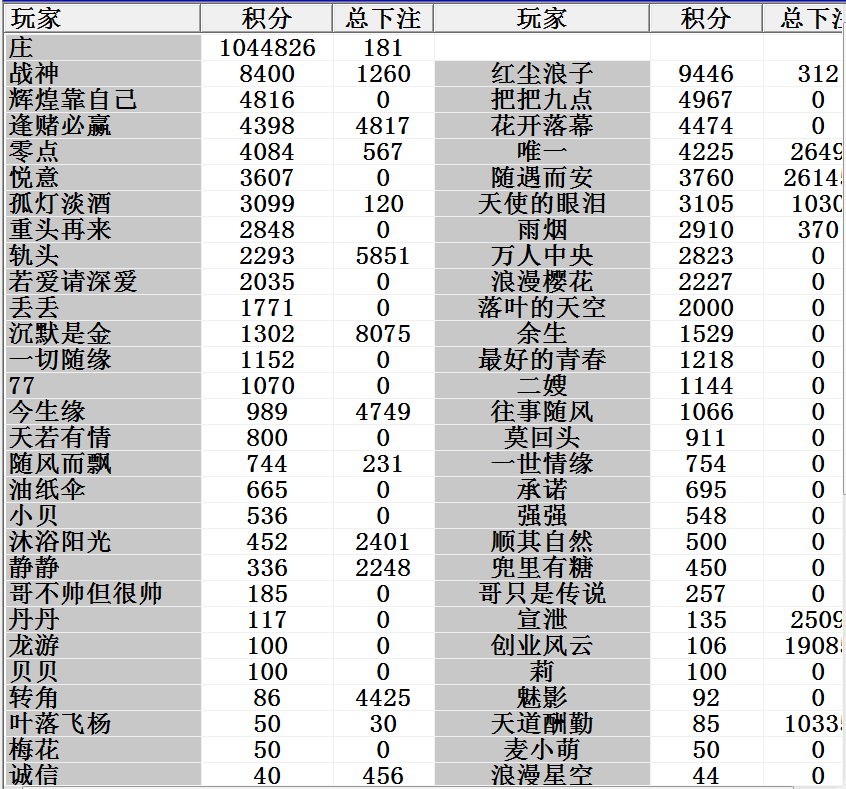 玩家 积分 总下注 玩家 积分 总下注
庄 1044826 181
战神 8400 1260 红尘浪子 9446 312
辉煌靠自己 4816 0 把把九点 4967 0
逢赌必赢 4398 4817 花开落幕 4474 0
零点 4084 567 唯一 4225 2649
悦意 3607 0 随遇而安 3760 26145
孤灯淡酒 3099 120 天使的眼泪 3105 1030
重头再来 2848 0 雨烟 2910 370
轨头 2293 5851 万人中央 2823 0
若爱请深爱 2035 0 浪漫樱花 2227 0
丢丢 1771 0 落叶的天空 2000 0
沉默是金 1302 8075 余生 1529 0
一切随缘 1152 0 最好的青春 1218 0
77 1070 0 二嫂 1144 0
今生缘 989 4749 往事随风 1066 0
天若有情 800 0 莫回头 911 0
随风而飘 744 231 一世情缘 754 0
油纸伞 665 0 承诺 695 0
小贝 536 0 强强 548 0
沐浴阳光 452 2401 顺其自然 500 0
静静 336 2248 兜里有糖 450 0
哥不帅但很帅 185 0 哥只是传说 257 0
丹丹 117 0 宣泄 135 2509
龙游 100 0 创业风云 106 19085
贝贝 100 0 莉 100 0
转角 86 4425 魅影 92 0
叶落飞杨 50 30 天道酬勤 85 10335
梅花 50 0 麦小萌 50 0
诚信 40 456 浪漫星空 44 0